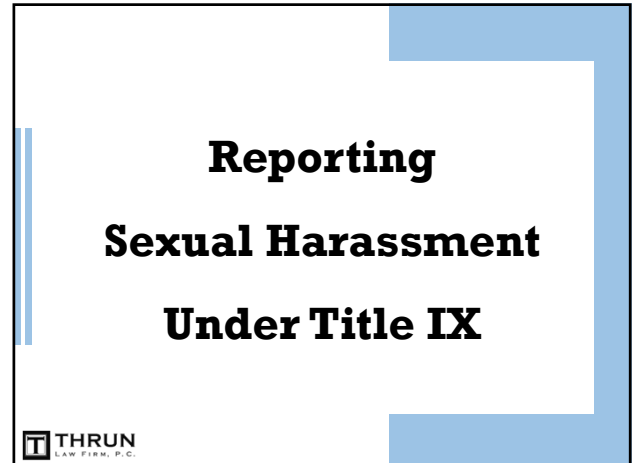 Reporting
Sexual Harassment
Under Title IX
T THRUN
LAW FIRM, P.C.